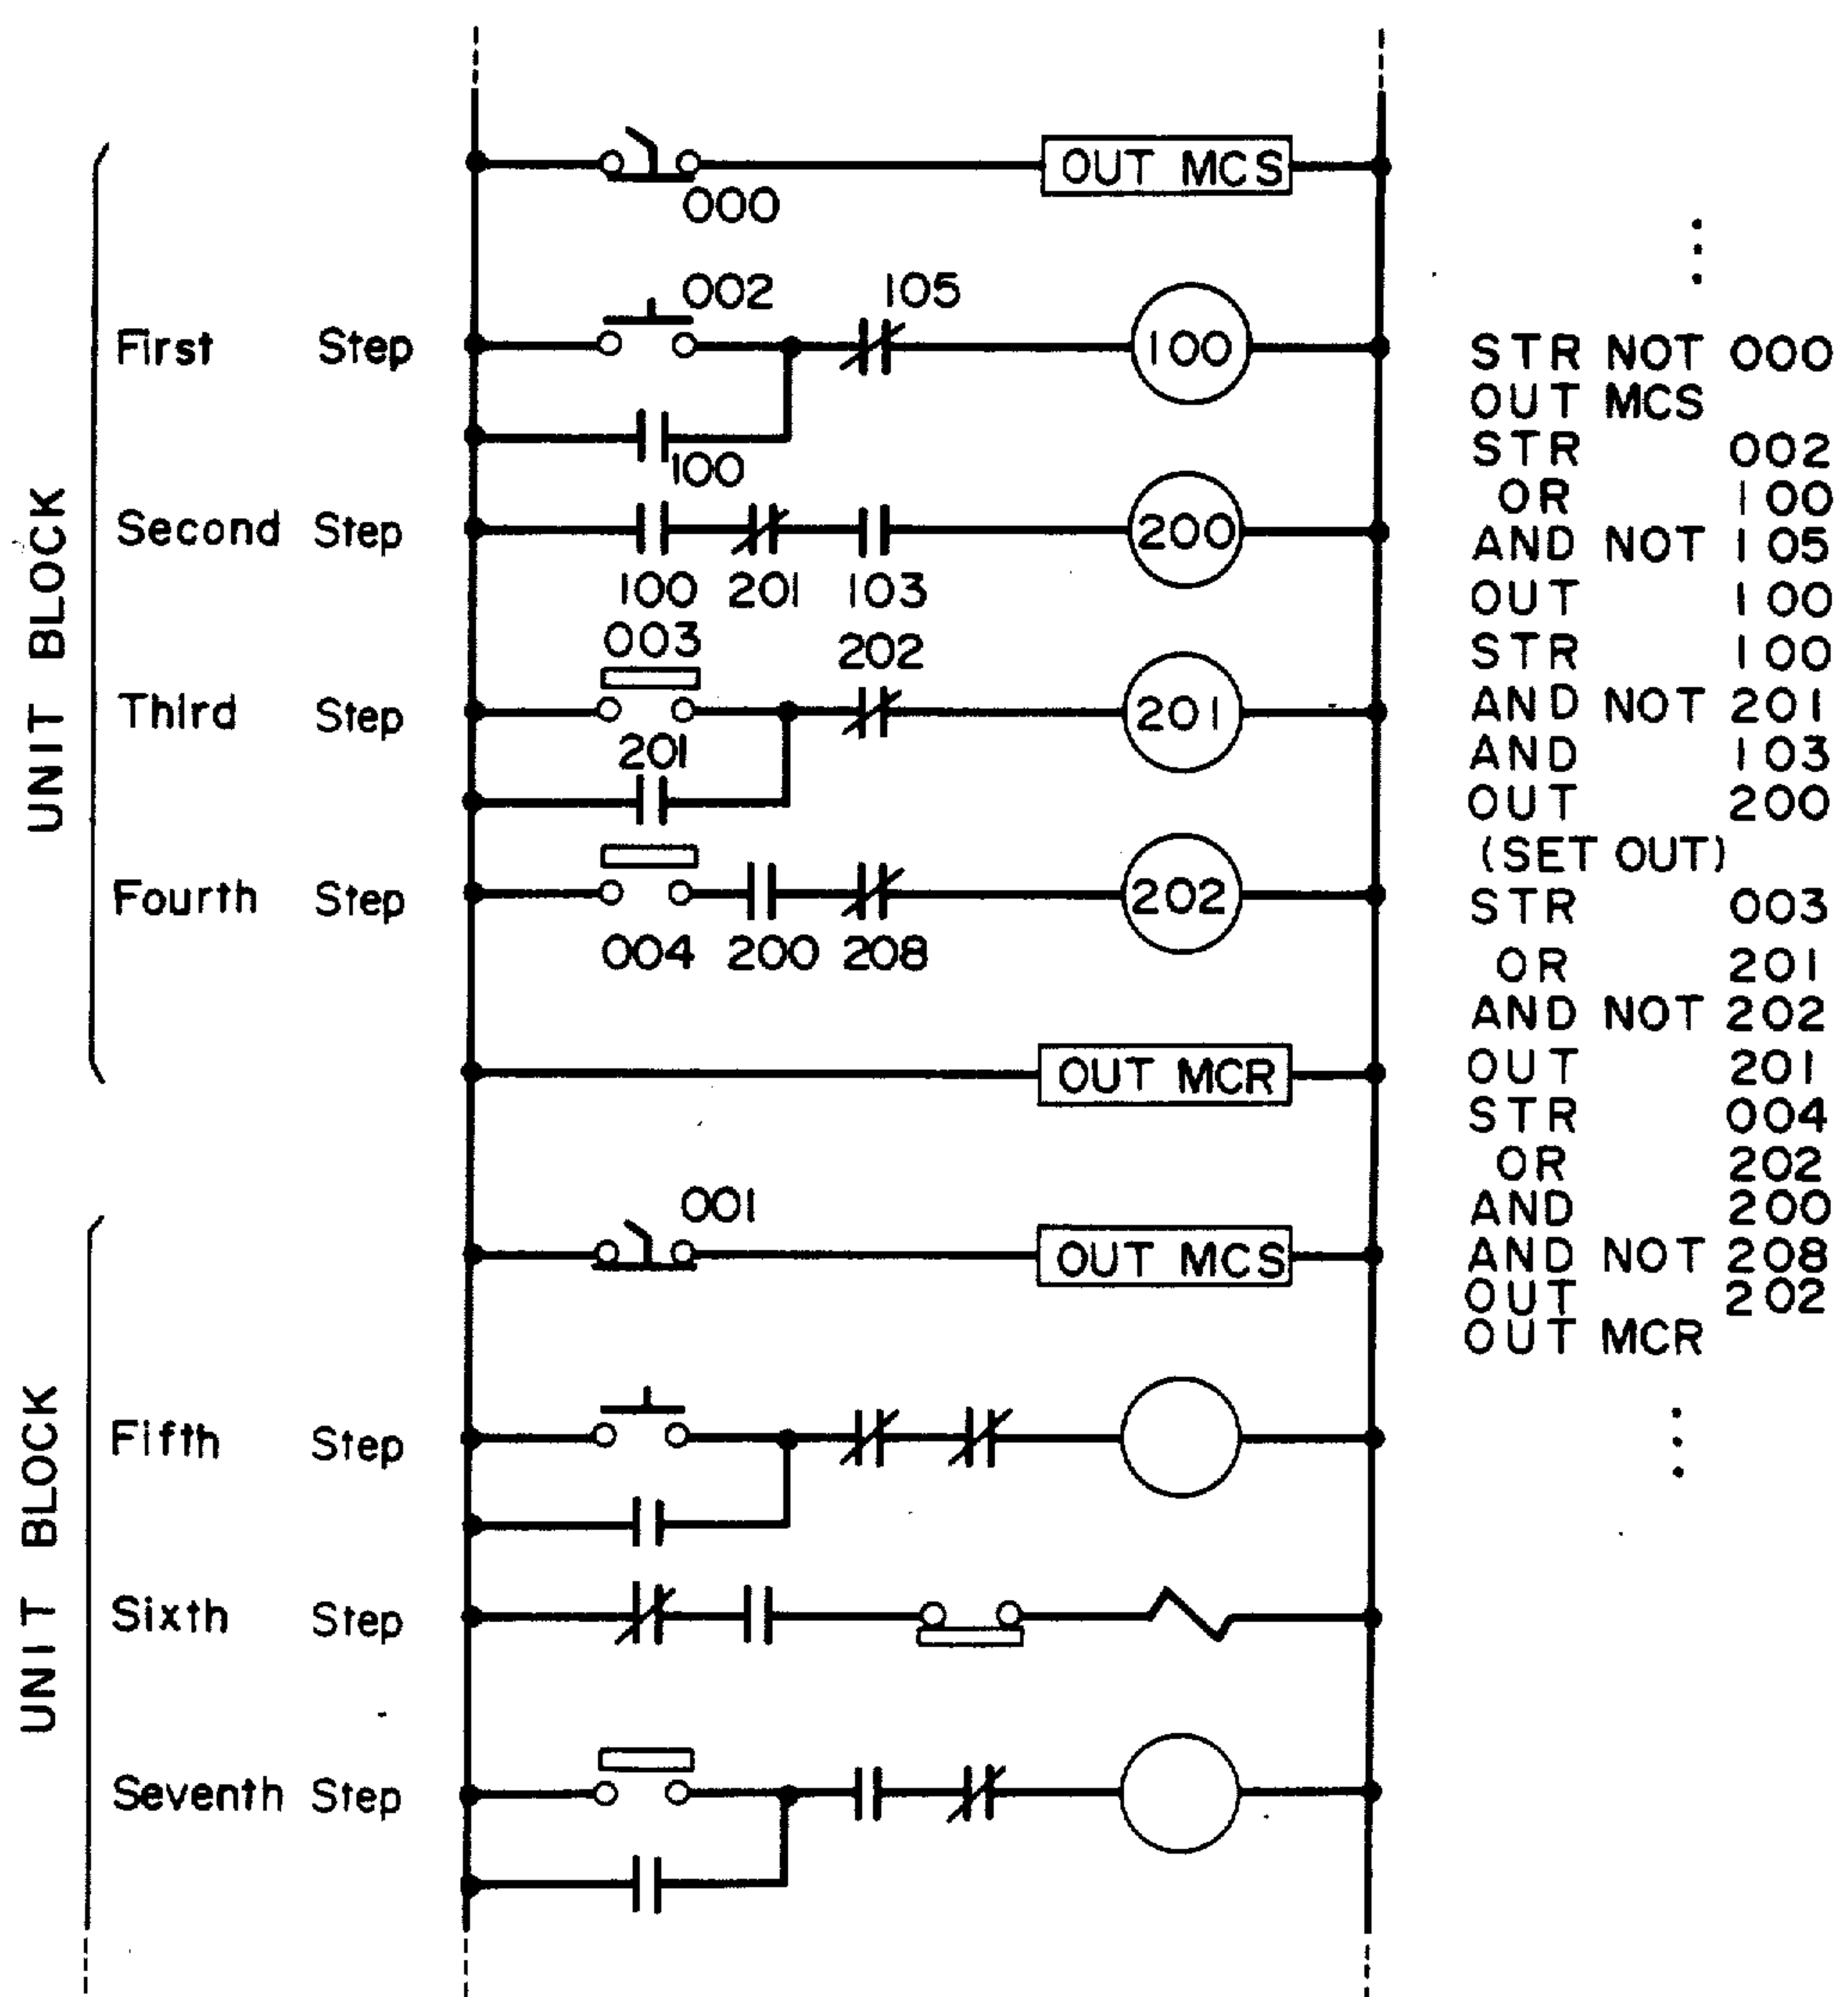 OUT MCS
000
002 105
First Step
100
100
Second Step
200
100 201 103
003 202
Third Step
201
201
Fourth Step
202
004 200 208
OUT MCR
UNIT BLOCK
001
OUT MCS
Fifth Step
Sixth Step
Seventh Step
UNIT BLOCK
STR NOT 000
OUT MCS
STR 002
OR 100
AND NOT 105
OUT 100
STR 100
AND NOT 201
AND 103
OUT 200
(SET OUT)
STR 003
OR 201
AND NOT 202
OUT 201
STR 004
OR 202
AND 200
AND NOT 208
OUT 202
OUT MCR